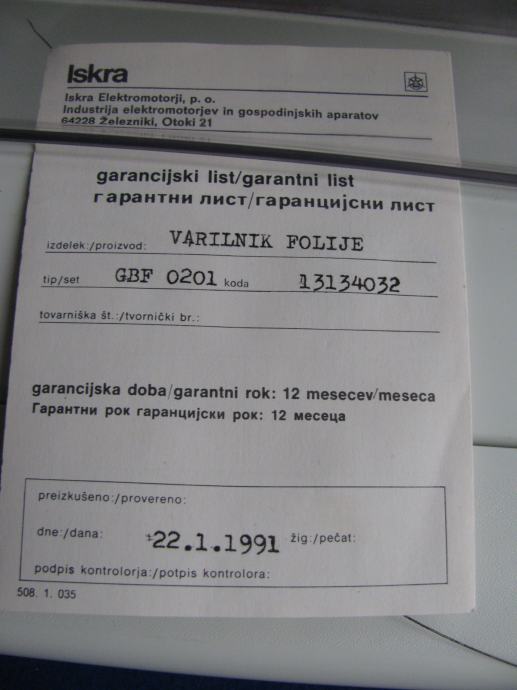 Iskra
Iskra Elektromotorji, p. o.
Industrija elektromotorjev in gospodinjskih aparatov
64228 Železniki, Otoki 21
garancijski list/garantni list
гарантни лист/гаранцијски лист
izdelek:/proizvod: VARILNIK FOLIJE
tip/set GBF 0201 koda 13134032
tovarniška št.:/tvornički br.:
garancijska doba/garantni rok: 12 mesecev/meseca
Гарантни рок гаранцијски рок: 12 месеца
preizkušeno:/provereno:
dne:/dana: 22.1.1991 žig:/pečat:
podpis kontrolorja:/potpis kontrolora:
508. 1. 035